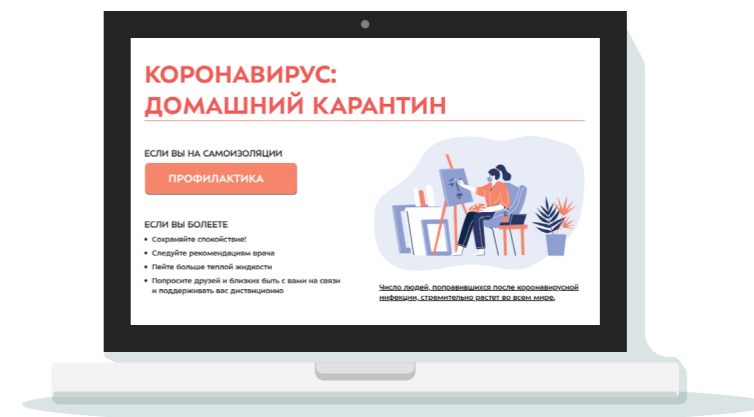 КОРОНАВИРУС:
ДОМАШНИЙ КАРАНТИН
ЕСЛИ ВЫ НА САМОИЗОЛЯЦИИ
ПРОФИЛАКТИКА
ЕСЛИ ВЫ БОЛЕЕТЕ
• Сохраняйте спокойствие!
• Следуйте рекомендациям врача
• Пейте больше теплой жидкости
• Попросите друзей и близких быть с вами на связи
и поддерживать вас дистанционно
Число людей, поправившихся после коронавирусной
инфекции, стремительно растет во всем мире.